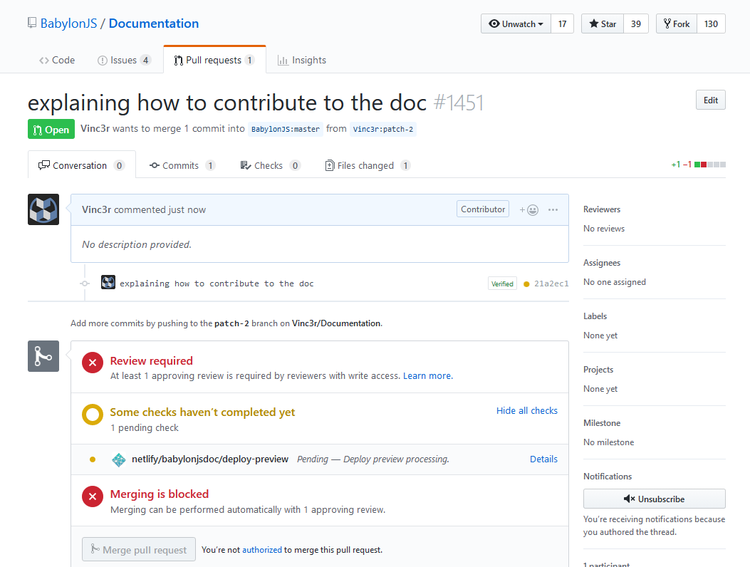 BabylonJS / Documentation
Unwatch 17 Star 39 Fork 130
Code Issues 4 Pull requests 1 Insights
explaining how to contribute to the doc #1451 Edit
Open Vinc3r wants to merge 1 commit into BabylonJS:master from Vinc3r:patch-2
Conversation 0 Commits 1 Checks 0 Files changed 1 +1 −1
Vinc3r commented just now Contributor
No description provided.
explaining how to contribute to the doc Verified 21a2ec1
Add more commits by pushing to the patch-2 branch on Vinc3r/Documentation.
Review required
At least 1 approving review is required by reviewers with write access. Learn more.
Some checks haven't completed yet Hide all checks
1 pending check
netlify/babylonjsdoc/deploy-preview Pending — Deploy preview processing. Details
Merging is blocked
Merging can be performed automatically with 1 approving review.
Merge pull request You're not authorized to merge this pull request.
Reviewers
No reviews
Assignees
No one assigned
Labels
None yet
Projects
None yet
Milestone
No milestone
Notifications
Unsubscribe
You're receiving notifications because
you authored the thread.
1 participant